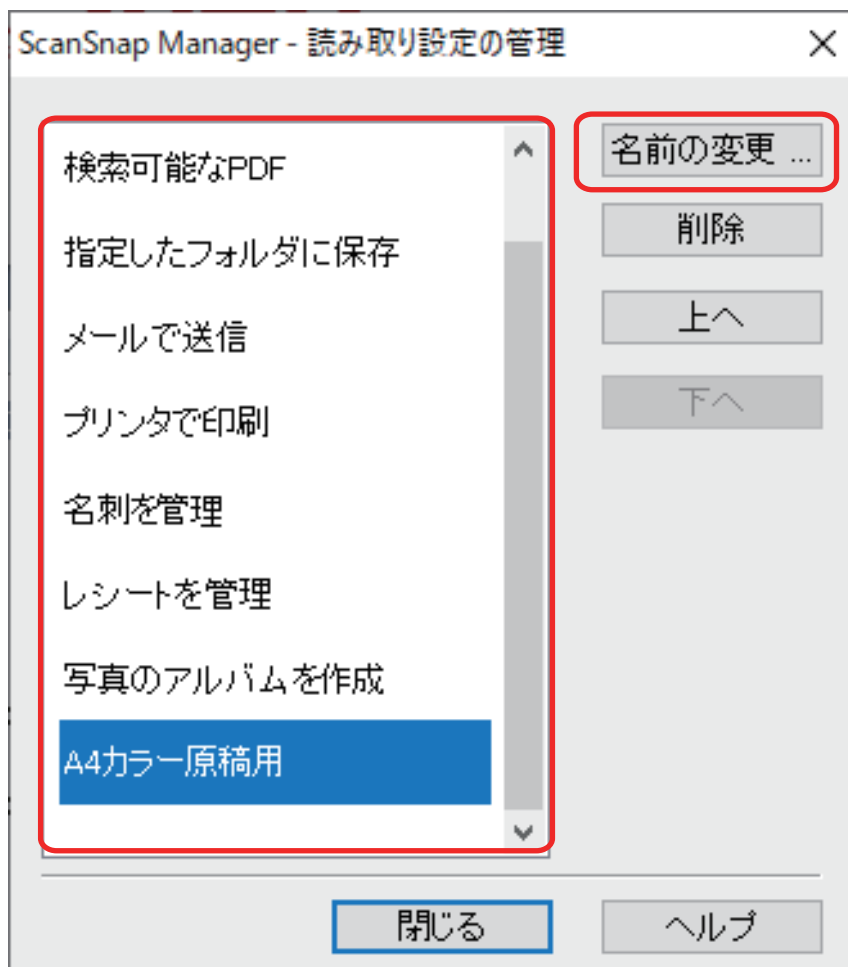 ScanSnap Manager - 読み取り設定の管理
検索可能なPDF
指定したフォルダに保存
メールで送信
プリンタで印刷
名刺を管理
レシートを管理
写真のアルバムを作成
A4カラー原稿用
名前の変更 ...
削除
上へ
下へ
閉じる
ヘルプ